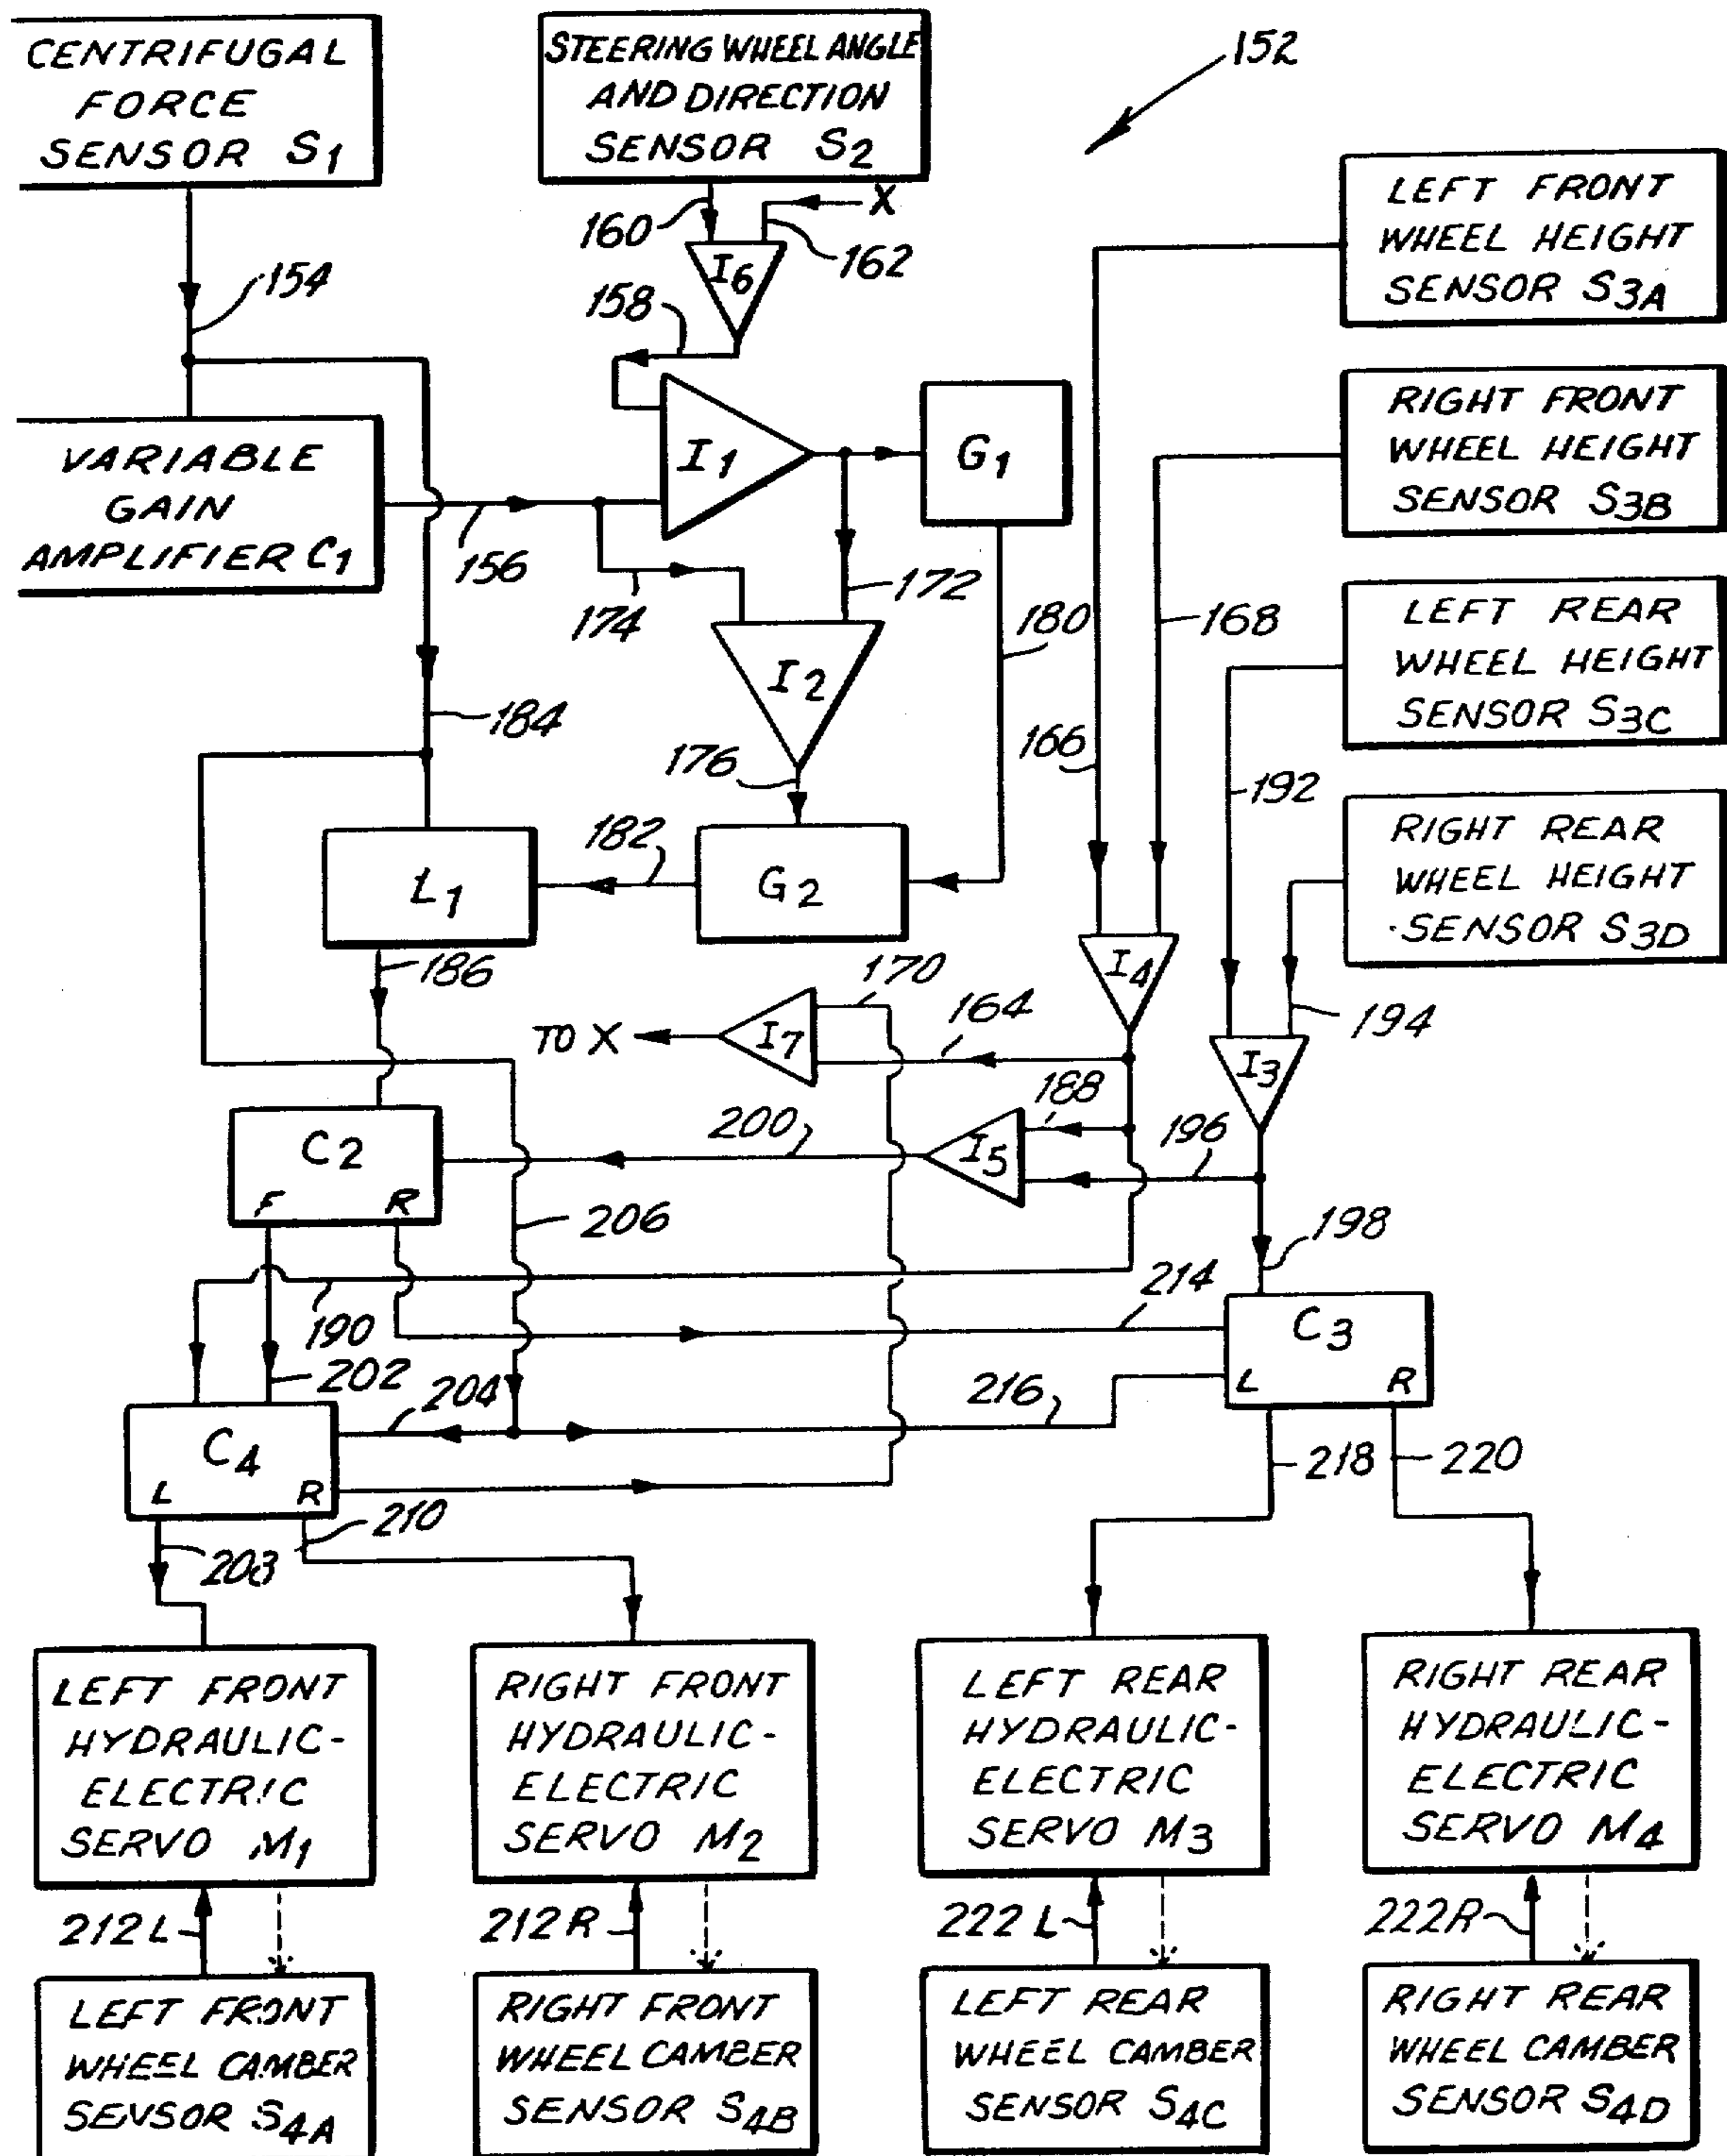 CENTRIFUGAL
FORCE
SENSOR S1
STEERING WHEEL ANGLE
AND DIRECTION
SENSOR S2
152
LEFT FRONT
WHEEL HEIGHT
SENSOR S3A
160
X
162
I6
154
158
RIGHT FRONT
WHEEL HEIGHT
SENSOR S3B
VARIABLE
GAIN
AMPLIFIER C1
I1
G1
156
174
172
180
168
LEFT REAR
WHEEL HEIGHT
SENSOR S3C
I2
184
176
166
192
RIGHT REAR
WHEEL HEIGHT
SENSOR S3D
182
L1
G2
186
170
164
I4
194
TO X
I7
I3
188
196
C2
F R
200
I5
206
198
190
214
C3
L R
202
204
216
C4
L R
210
218
220
203
LEFT FRONT
HYDRAULIC-
ELECTRIC
SERVO M1
RIGHT FRONT
HYDRAULIC-
ELECTRIC
SERVO M2
LEFT REAR
HYDRAULIC-
ELECTRIC
SERVO M3
RIGHT REAR
HYDRAULIC-
ELECTRIC
SERVO M4
212L
212R
222L
222R
LEFT FRONT
WHEEL CAMBER
SENSOR S4A
RIGHT FRONT
WHEEL CAMBER
SENSOR S4B
LEFT REAR
WHEEL CAMBER
SENSOR S4C
RIGHT REAR
WHEEL CAMBER
SENSOR S4D